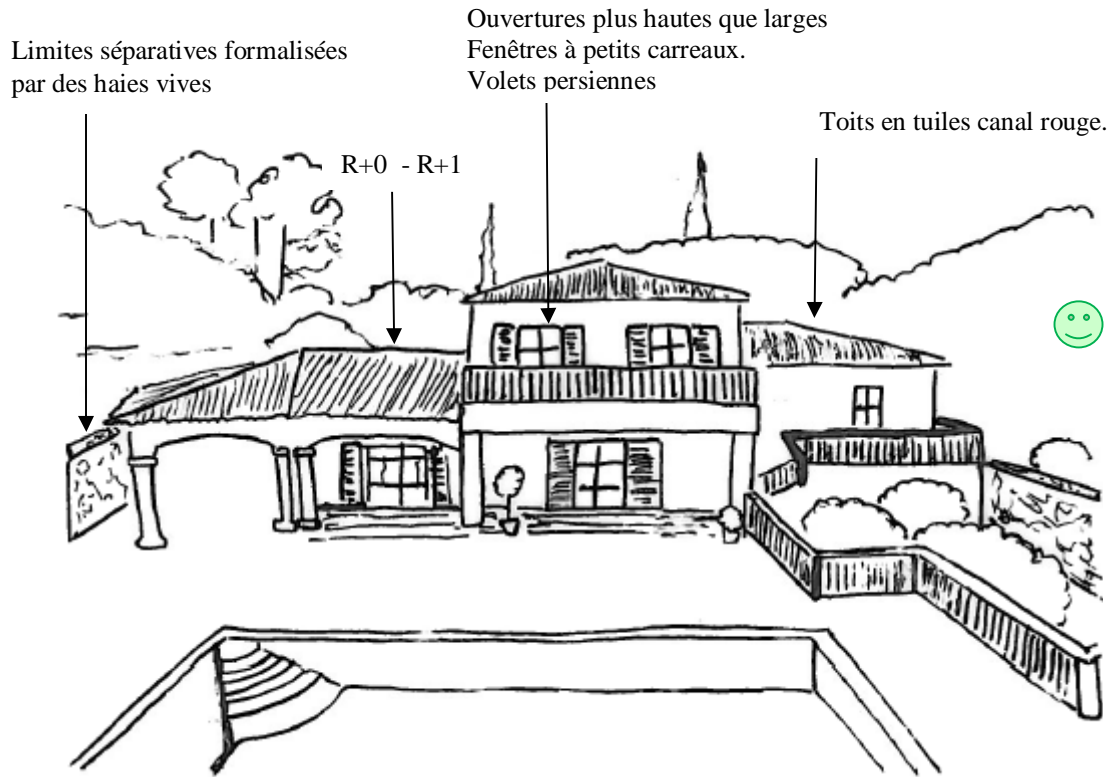 Ouvertures plus hautes que larges
Fenêtres à petits carreaux.
Volets persiennes
Limites séparatives formalisées
par des haies vives
Toits en tuiles canal rouge.
R+0 - R+1